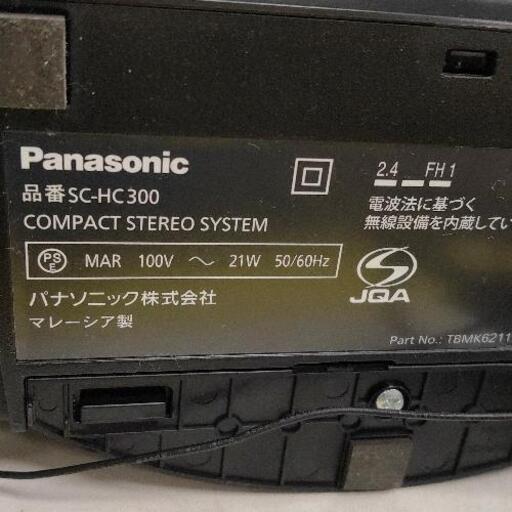 Panasonic
品番SC-HC300
COMPACT STEREO SYSTEM
PS E MAR 100V ～ 21W 50/60Hz
パナソニック株式会社
マレーシア製
2.4 FH1
電波法に基づく
無線設備を内蔵してい
S
JQA
Part No.: TBMK6211